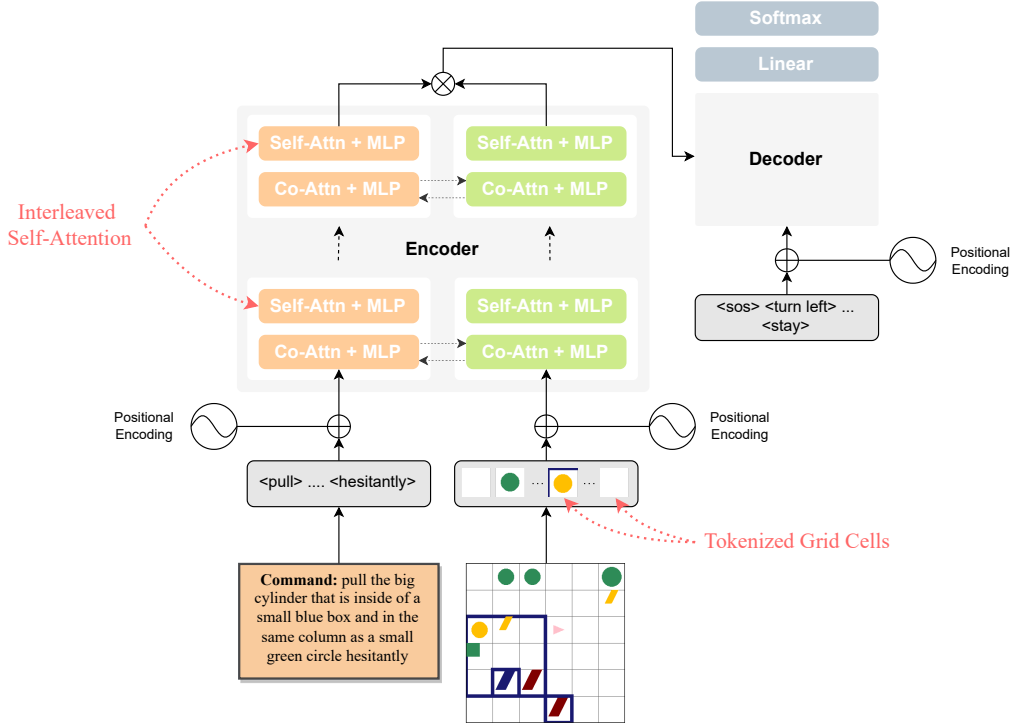 Softmax
Linear
Decoder
Self-Attn + MLP
Self-Attn + MLP
Co-Attn + MLP
Co-Attn + MLP
Interleaved
Self-Attention
Encoder
Self-Attn + MLP
Self-Attn + MLP
Co-Attn + MLP
Co-Attn + MLP
Positional
Encoding
<sos> <turn left> ...
<stay>
Positional
Encoding
Positional
Encoding
<pull> .... <hesitantly>
... ...
Tokenized Grid Cells
Command: pull the big
cylinder that is inside of a
small blue box and in the
same column as a small
green circle hesitantly